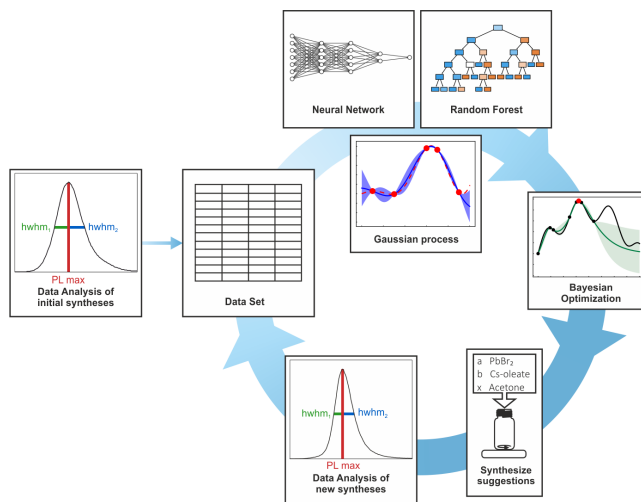 Neural Network
Random Forest
Gaussian process
hwhm₁
hwhm₂
PL max
Data Analysis of
initial syntheses
Data Set
Bayesian
Optimization
a PbBr₂
b Cs-oleate
x Acetone
Synthesize
suggestions
hwhm₁
hwhm₂
PL max
Data Analysis
of new syntheses